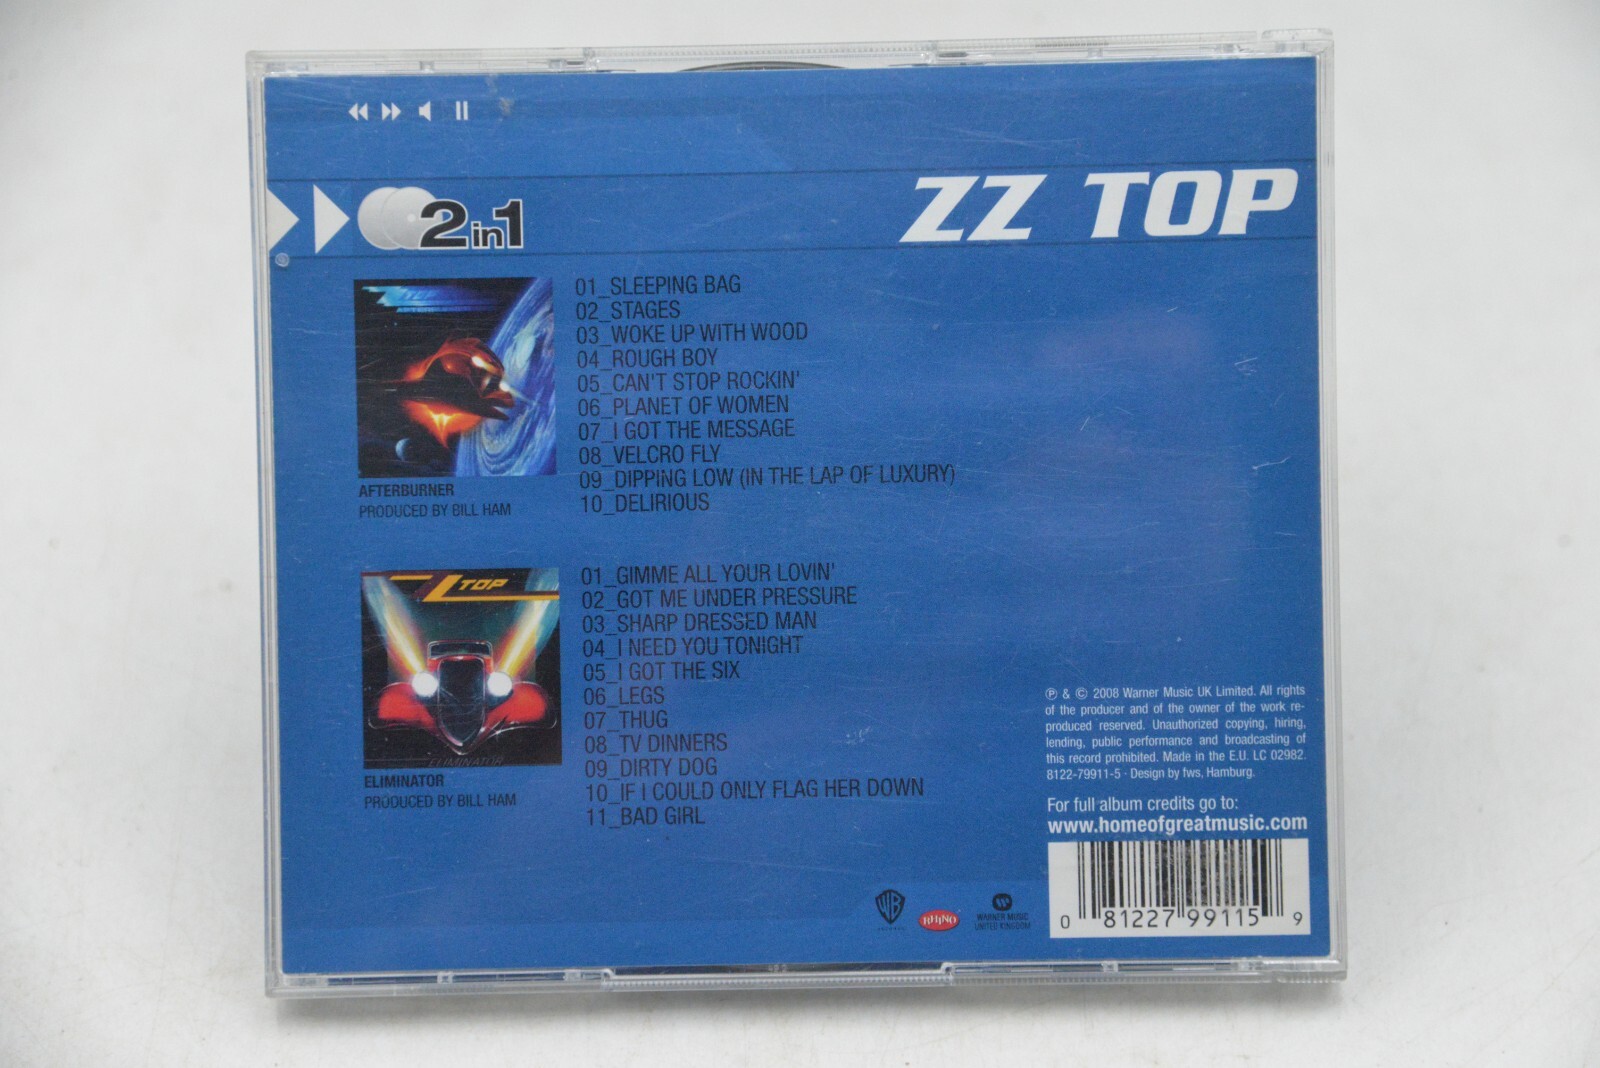 2in1
ZZ TOP
01_SLEEPING BAG
02_STAGES
03_WOKE UP WITH WOOD
04_ROUGH BOY
05_CAN'T STOP ROCKIN'
06_PLANET OF WOMEN
07_I GOT THE MESSAGE
08_VELCRO FLY
09_DIPPING LOW (IN THE LAP OF LUXURY)
10_DELIRIOUS
AFTERBURNER
PRODUCED BY BILL HAM
TOP
ELIMINATOR
01_GIMME ALL YOUR LOVIN'
02_GOT ME UNDER PRESSURE
03_SHARP DRESSED MAN
04_I NEED YOU TONIGHT
05_I GOT THE SIX
06_LEGS
07_THUG
08_TV DINNERS
09_DIRTY DOG
10_IF I COULD ONLY FLAG HER DOWN
11_BAD GIRL
ELIMINATOR
PRODUCED BY BILL HAM
℗ & © 2008 Warner Music UK Limited. All rights
of the producer and of the owner of the work re-
produced reserved. Unauthorized copying, hiring,
lending, public performance and broadcasting of
this record prohibited. Made in the E.U. LC 02982.
8122-79911-5 · Design by fws, Hamburg.
For full album credits go to:
www.homeofgreatmusic.com
WB
RHINO
WARNER MUSIC
UNITED KINGDOM
0 81227 99115 9